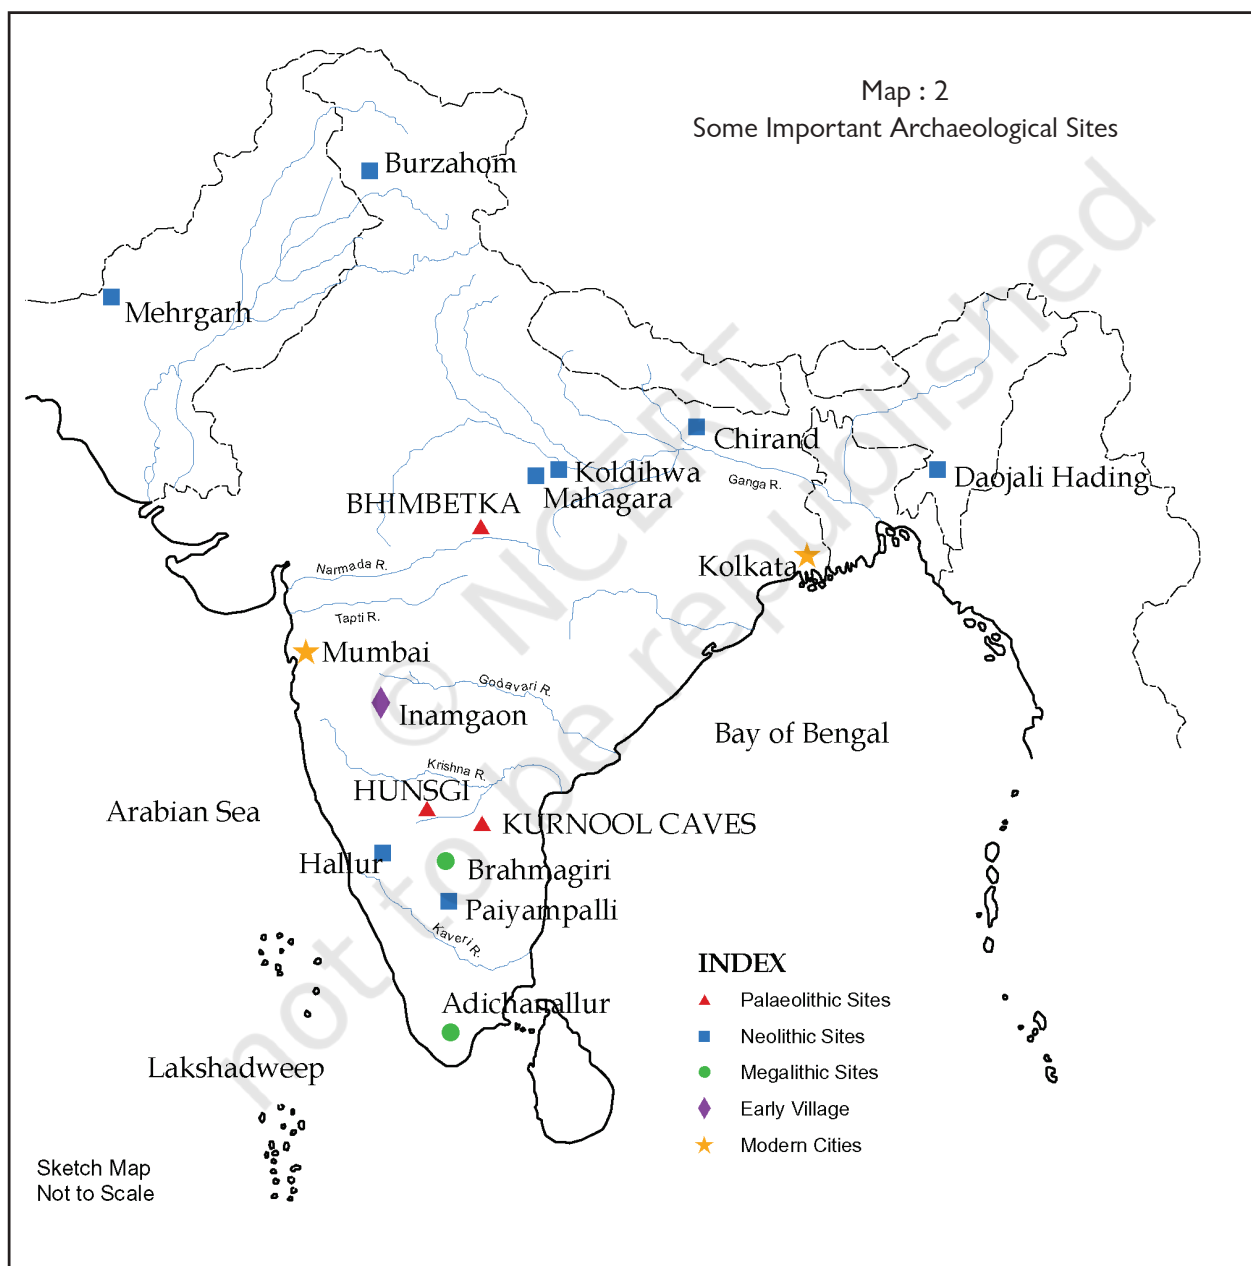 Map : 2
Some Important Archaeological Sites
Burzahom
Mehrgarh
Chirand
Koldihwa
Mahagara
Daojali Hading
Ganga R.
BHIMBETKA
Kolkata
Narmada R.
Tapti R.
Mumbai
Godavari R.
Inamgaon
Bay of Bengal
Krishna R.
HUNSGI
Arabian Sea
KURNOOL CAVES
Hallur
Brahmagiri
Paiyampalli
Kaveri R.
Adichanallur
Lakshadweep
INDEX
Palaeolithic Sites
Neolithic Sites
Megalithic Sites
Early Village
Modern Cities
Sketch Map
Not to Scale
© NCERT
not to be republished